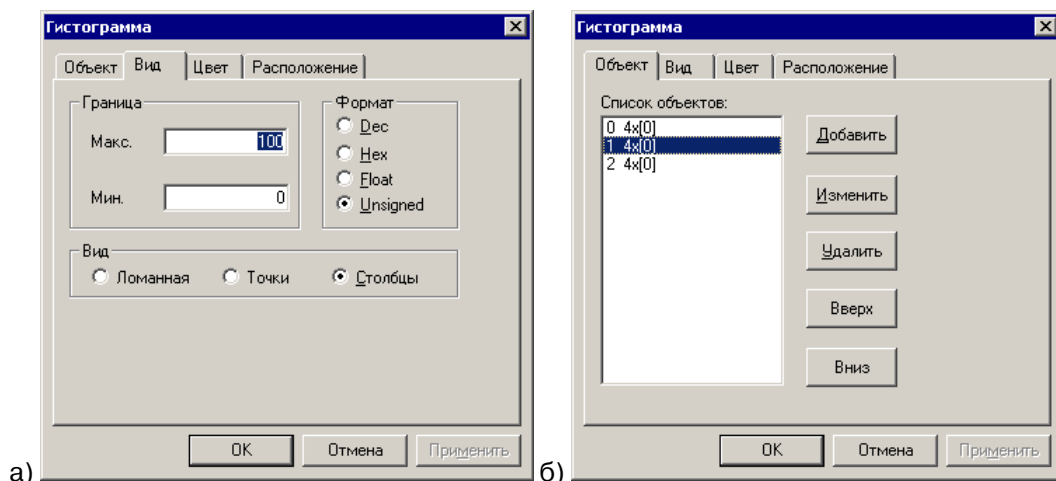 Гистограмма
Объект Вид Цвет Расположение
Граница
Макс. 100
Мин. 0
Формат
Dec
Hex
Float
Unsigned
Вид
Ломанная Точки Столбцы
OK Отмена Применить
а)
Гистограмма
Объект Вид Цвет Расположение
Список объектов:
0 4x[0]
1 4x[0]
2 4x[0]
Добавить
Изменить
Удалить
Вверх
Вниз
OK Отмена Применить
б)